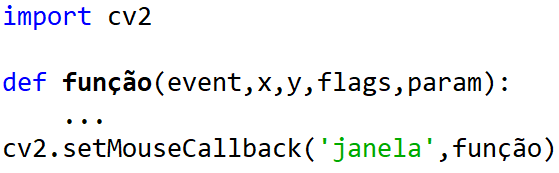 import cv2
def função(event,x,y,flags,param):
    ...
cv2.setMouseCallback('janela',função)